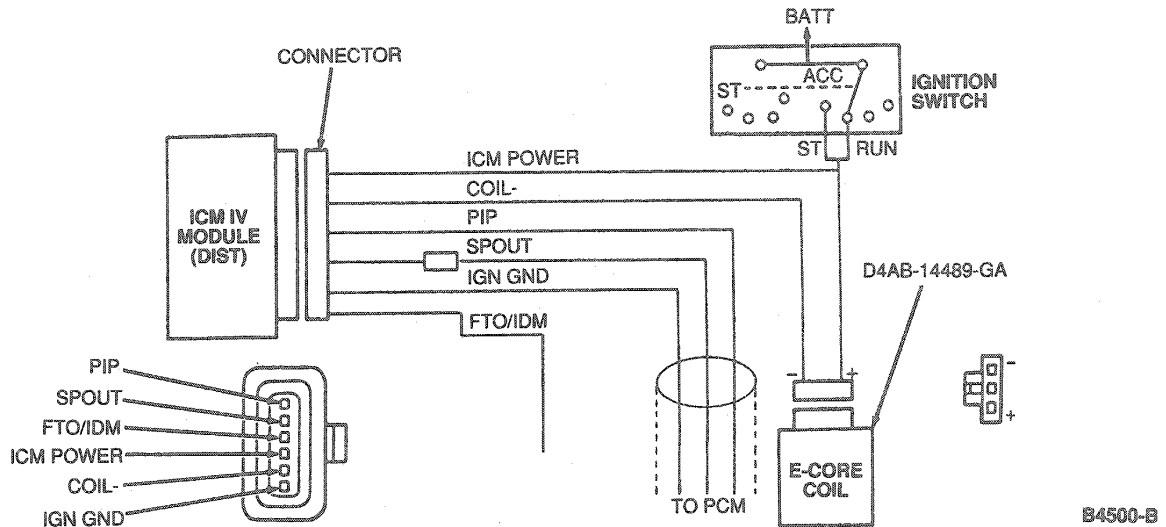 BATT
CONNECTOR
ACC
ST
IGNITION
SWITCH
ST RUN
ICM POWER
COIL-
PIP
SPOUT
IGN GND
FTO/IDM
ICM IV
MODULE
(DIST)
D4AB-14489-GA
PIP
SPOUT
FTO/IDM
ICM POWER
COIL-
IGN GND
- +
-
+
E-CORE
COIL
TO PCM
B4500-B